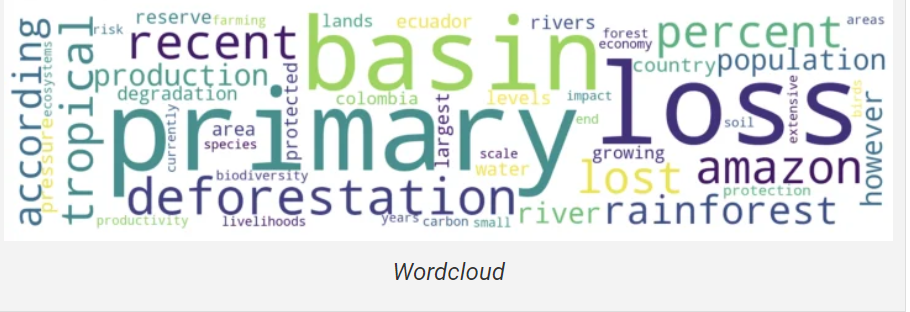 reserve farming lands ecuador rivers areas
risk recent basin forest percent
according ecosystems tropical production economy country population
degradation protected colombia levels impact
pressure currently primary largest end loss soil extensive birds however
area species scale growing
biodiversity water lost amazon
deforestation protection
productivity livelihoods years carbon small river rainforest
Wordcloud